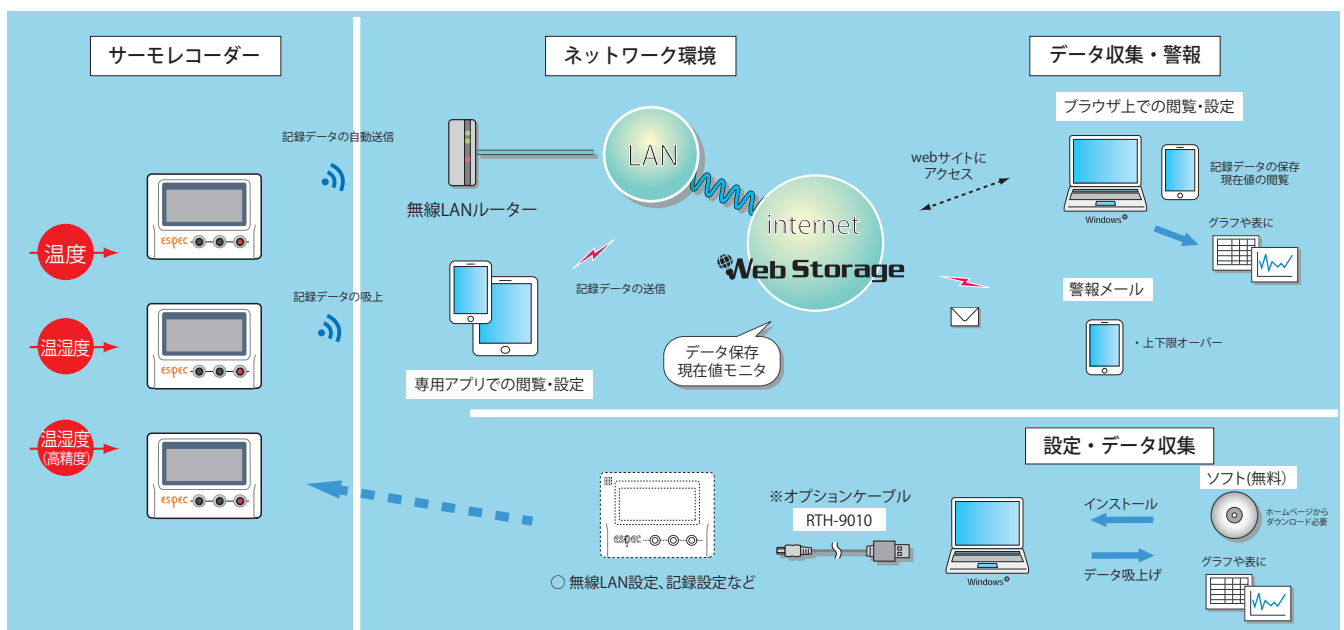 サーモレコーダー
記録データの自動送信
温度
espec
記録データの吸上
温湿度
espec
温湿度
(高精度)
espec
ネットワーク環境
無線LANルーター
LAN
internet
Web Storage
記録データの送信
専用アプリでの閲覧・設定
データ保存
現在値モニタ
データ収集・警報
ブラウザ上での閲覧・設定
webサイトに
アクセス
Windows®
記録データの保存
現在値の閲覧
グラフや表に
警報メール
・上下限オーバー
設定・データ収集
espec
○ 無線LAN設定、記録設定など
※オプションケーブル
RTH-9010
Windows®
インストール
データ吸上げ
ソフト(無料）
ホームページから
ダウンロード必要
グラフや表に